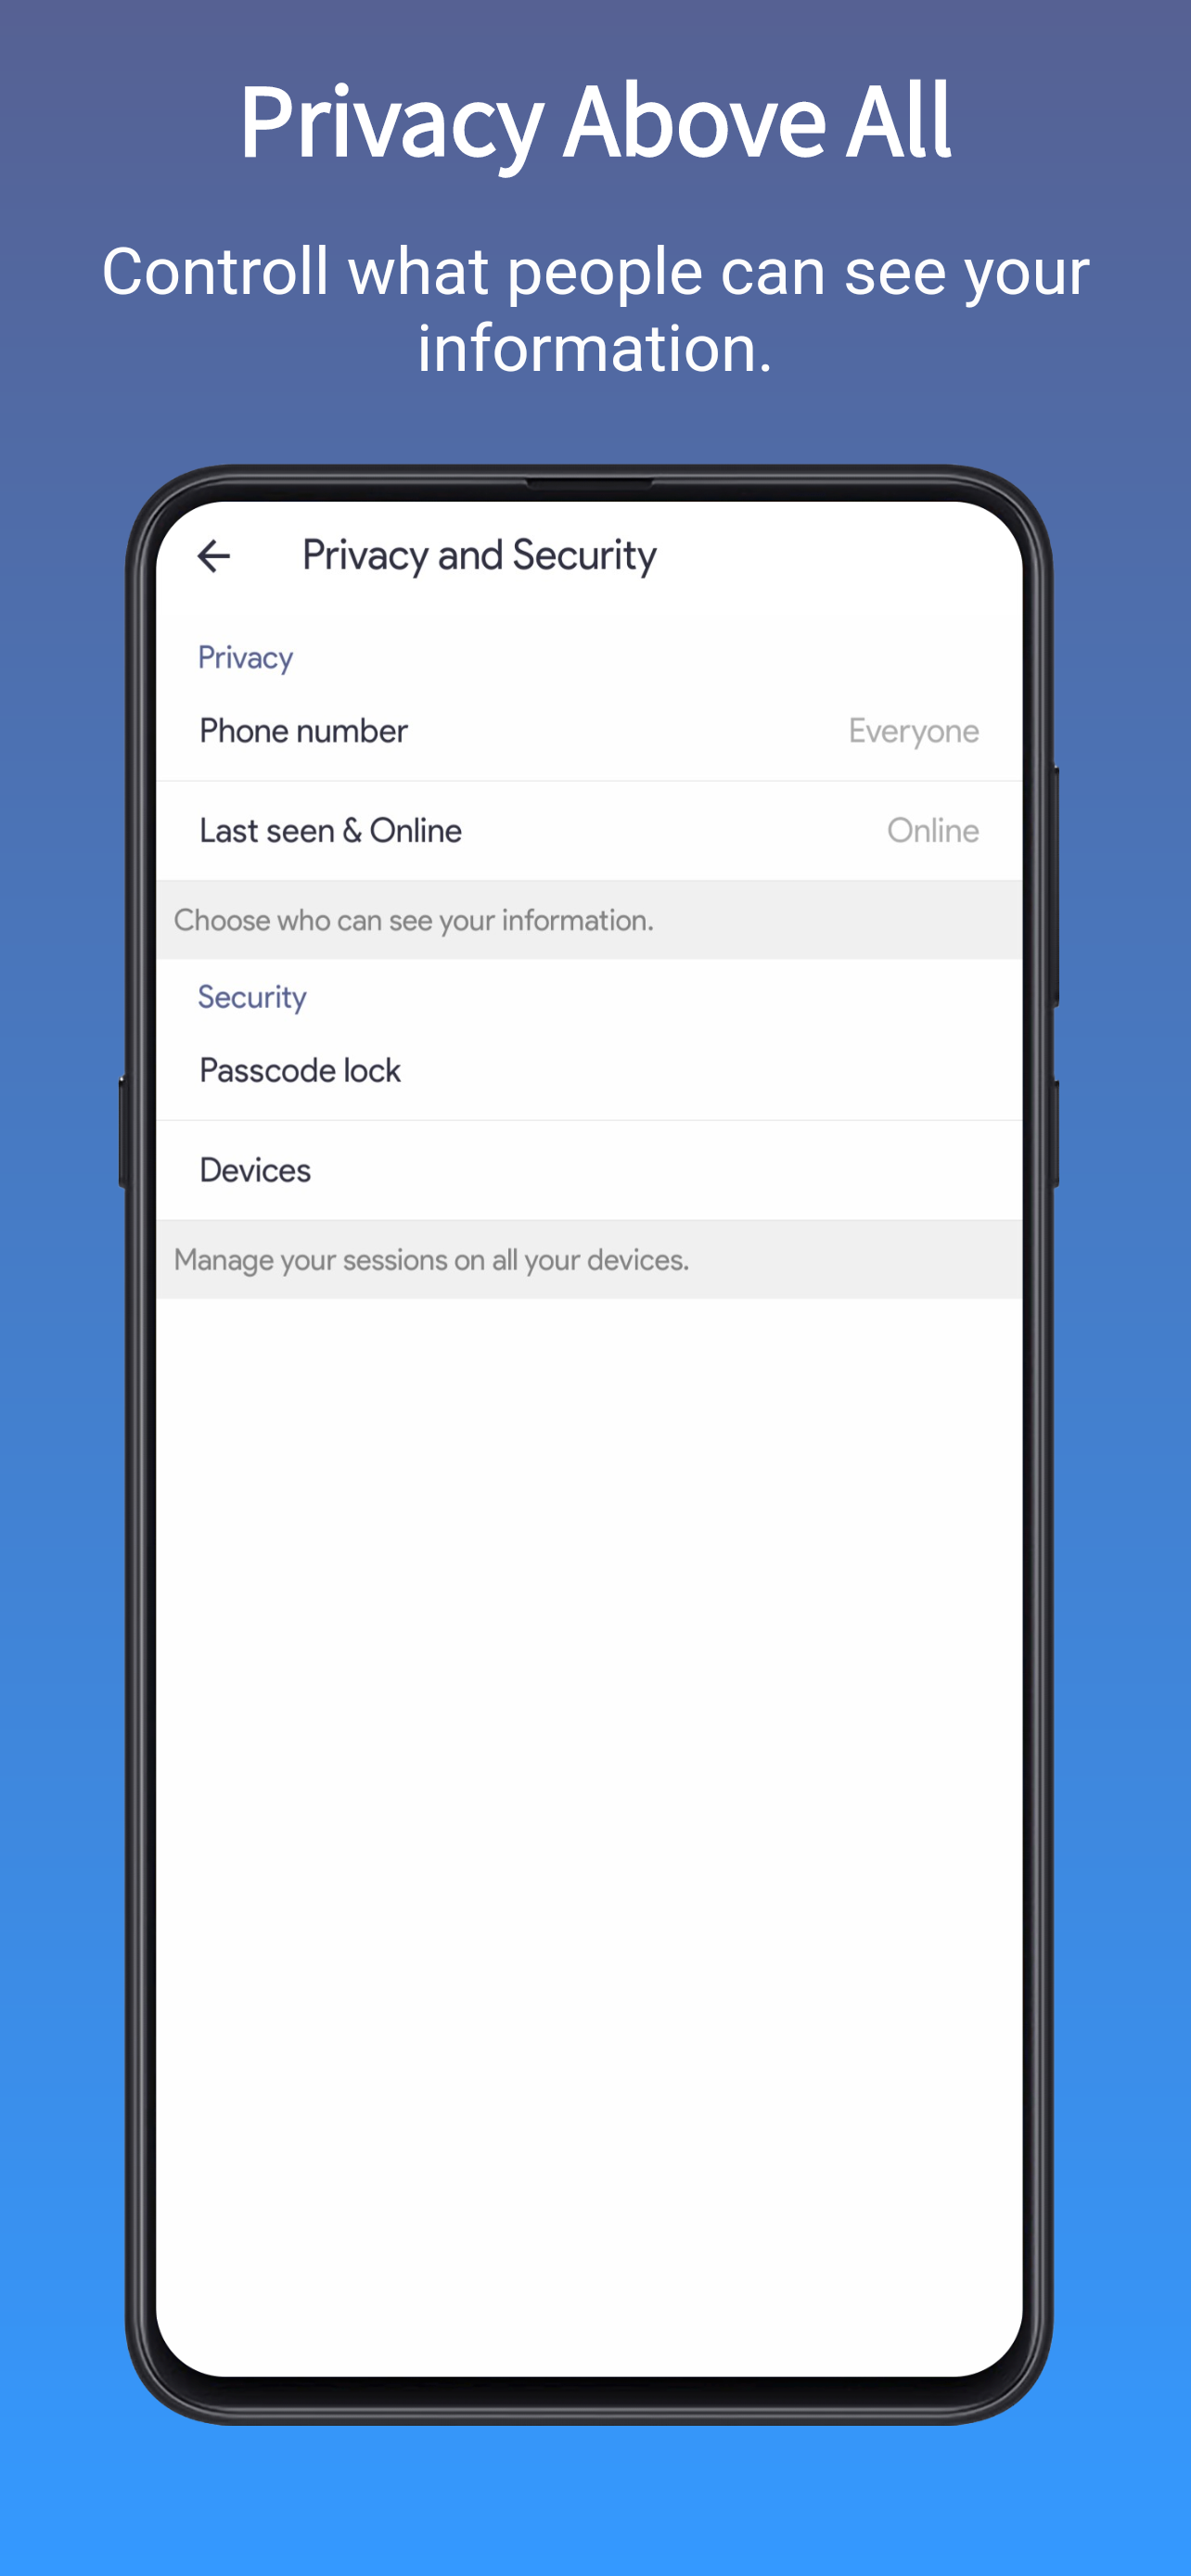 Privacy Above All
Controll what people can see your
information.
Privacy and Security
Privacy
Phone number Everyone
Last seen & Online Online
Choose who can see your information.
Security
Passcode lock
Devices
Manage your sessions on all your devices.